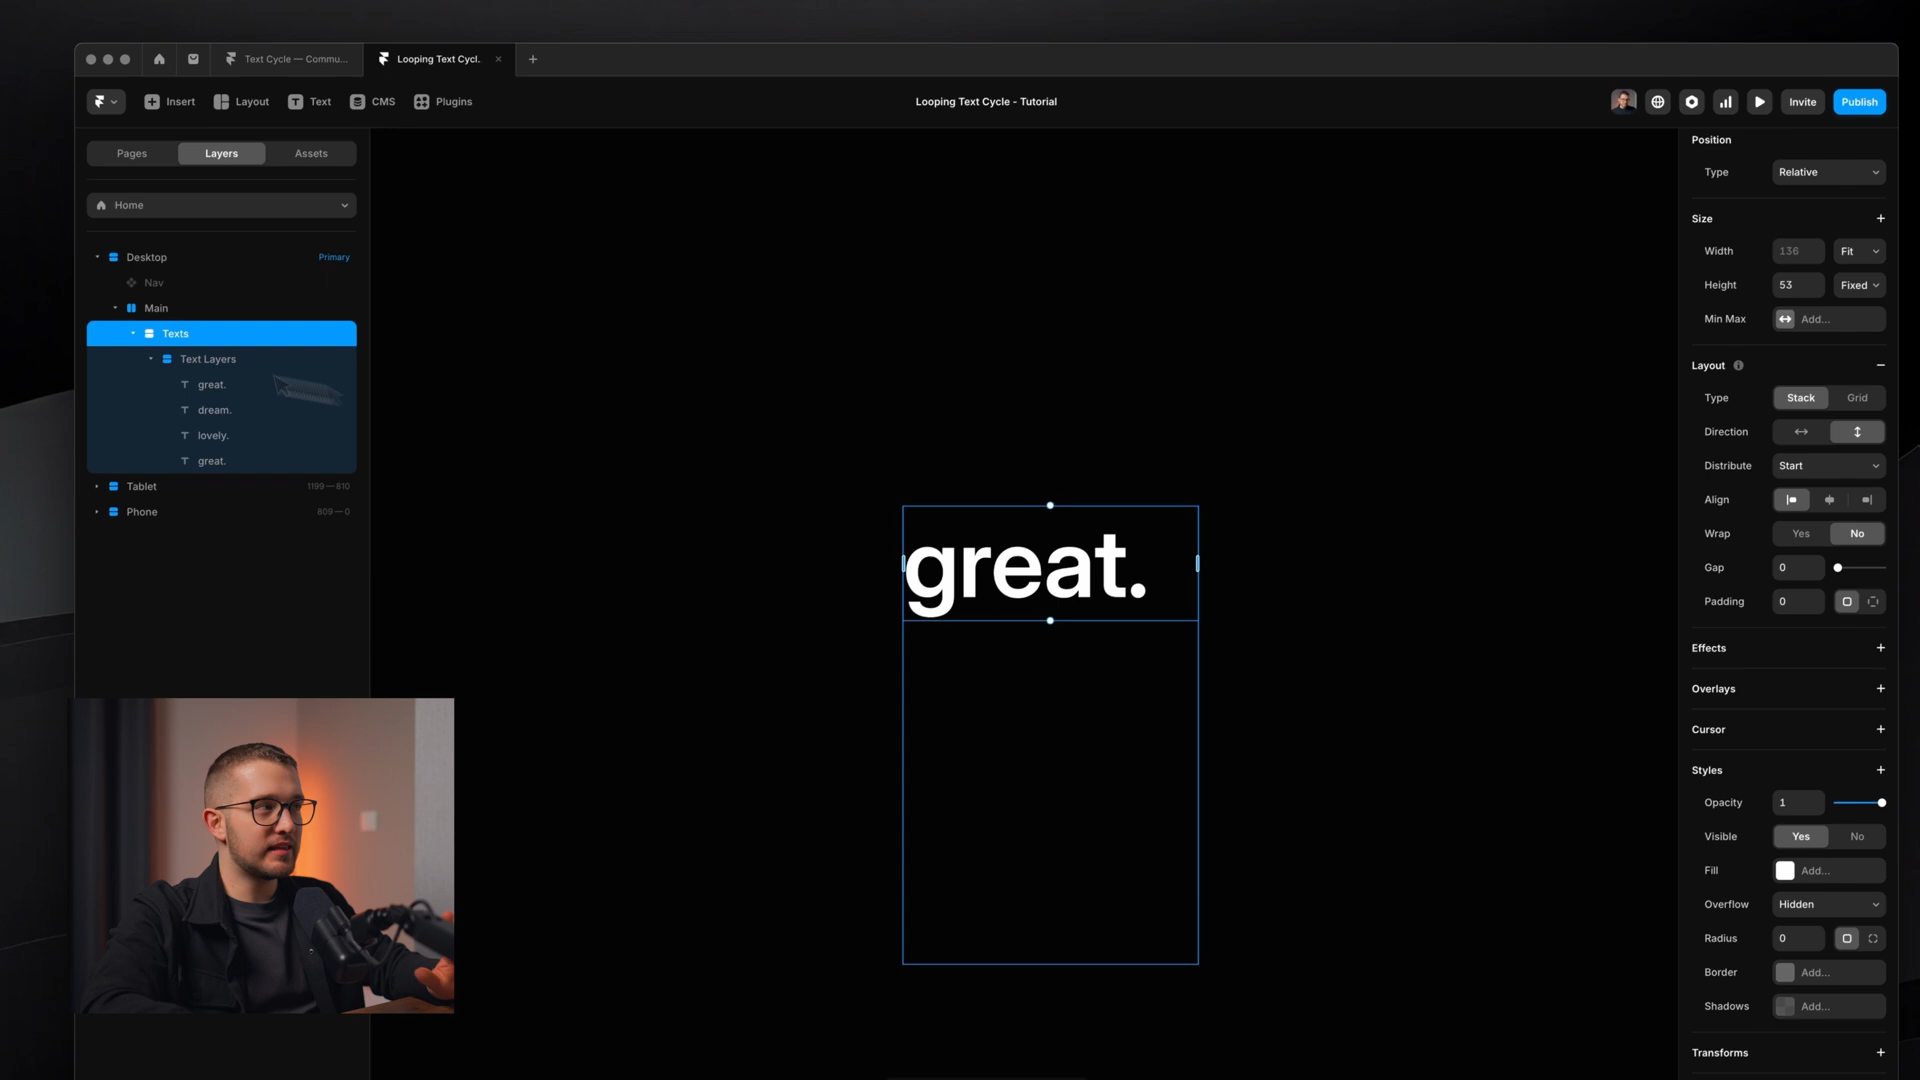 Text Cycle — Commu...
Looping Text Cycl.
Insert
Layout
Text
CMS
Plugins
Looping Text Cycle - Tutorial
Invite
Publish
Pages
Layers
Assets
Home
Desktop
Primary
Nav
Main
Texts
Text Layers
great.
dream.
lovely.
great.
Tablet
1199 — 810
Phone
809 — 0
great.
Position
Type
Relative
Size
Width
136
Fit
Height
53
Fixed
Min Max
Add...
Layout
Type
Stack
Grid
Direction
Distribute
Start
Align
Wrap
Yes
No
Gap
0
Padding
0
Effects
Overlays
Cursor
Styles
Opacity
1
Visible
Yes
No
Fill
Add...
Overflow
Hidden
Radius
0
Border
Add...
Shadows
Add...
Transforms